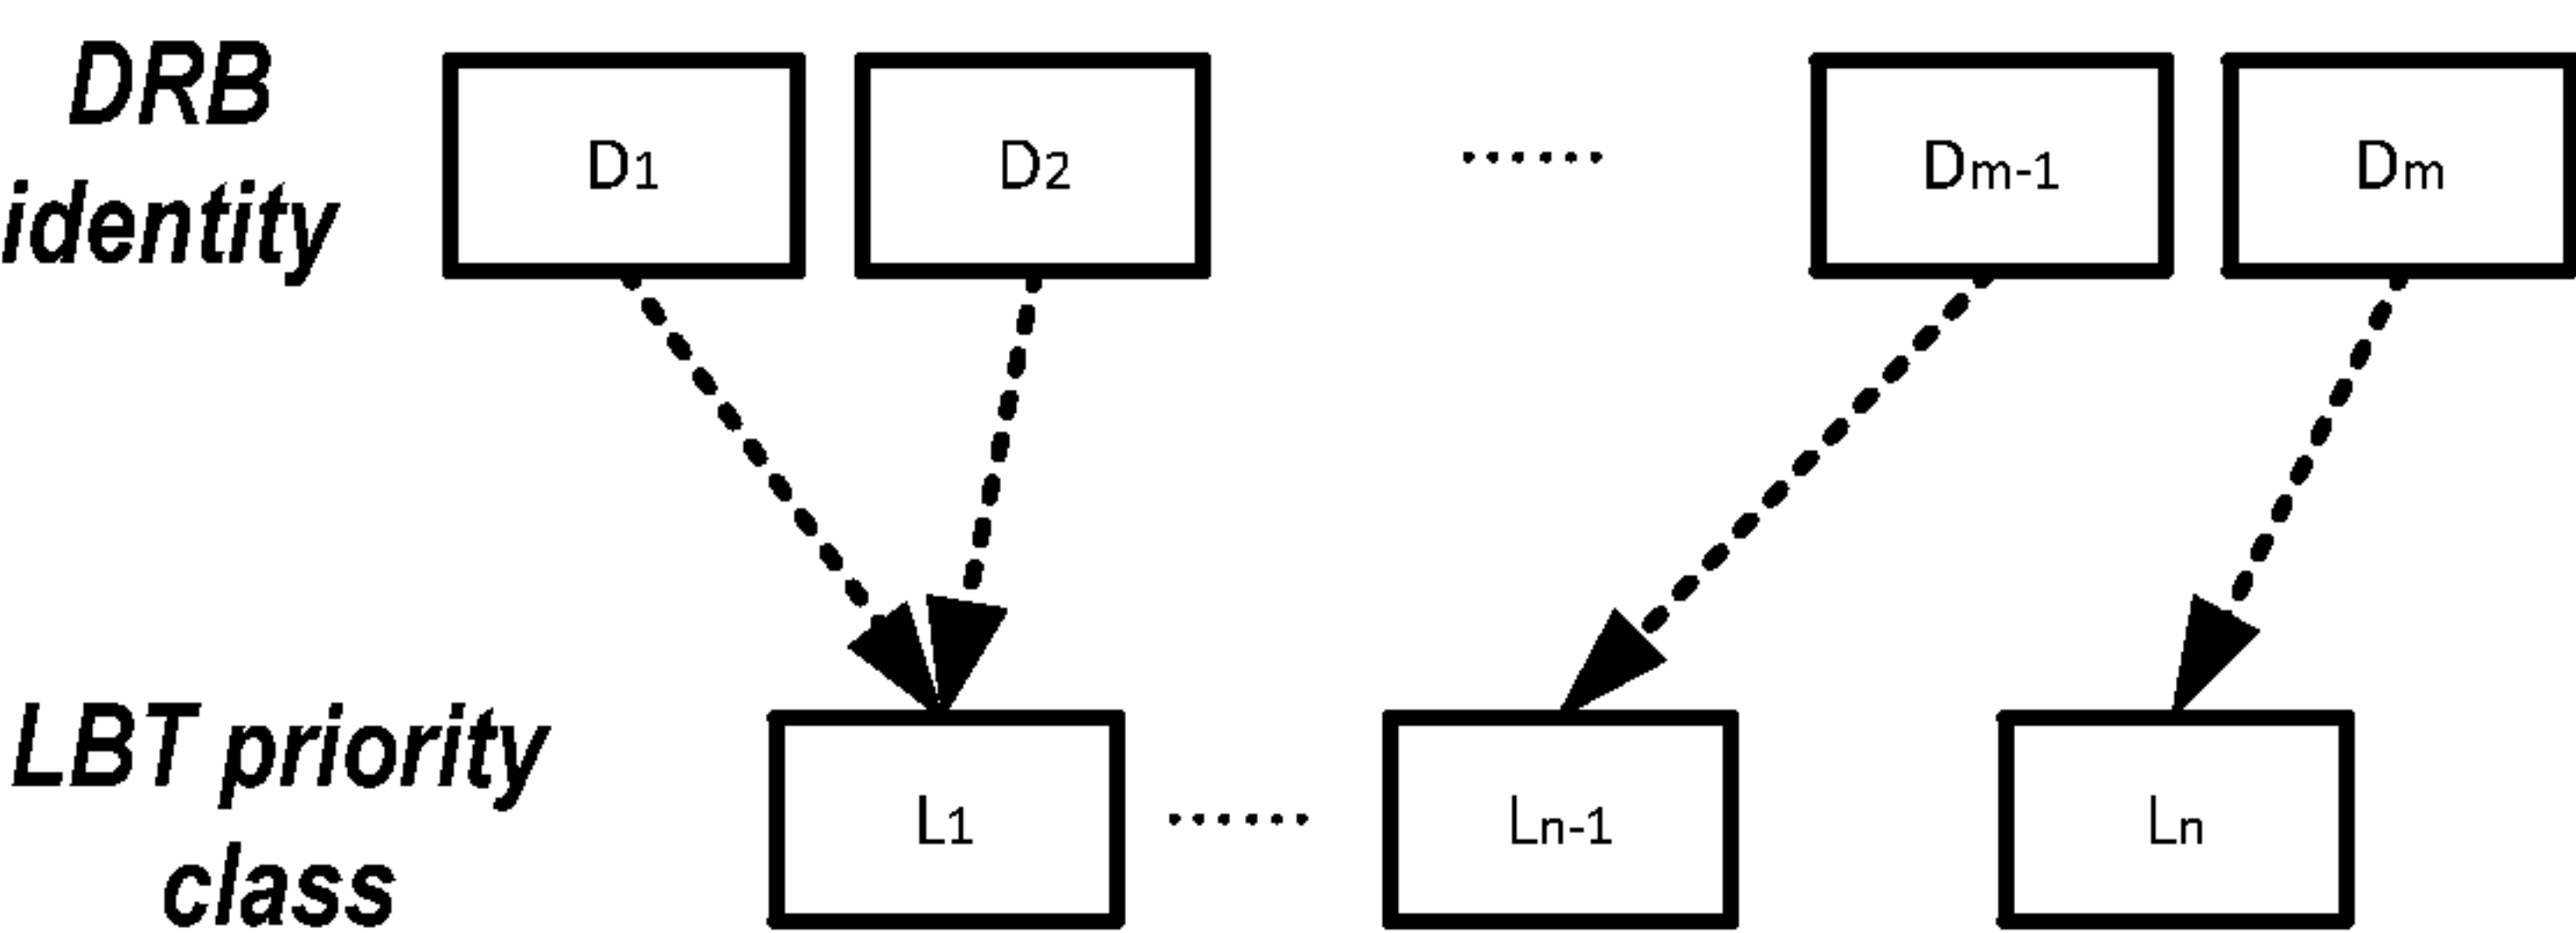 DRB
identity
D1
D2
......
Dm-1
Dm
LBT priority
class
L1
......
Ln-1
Ln